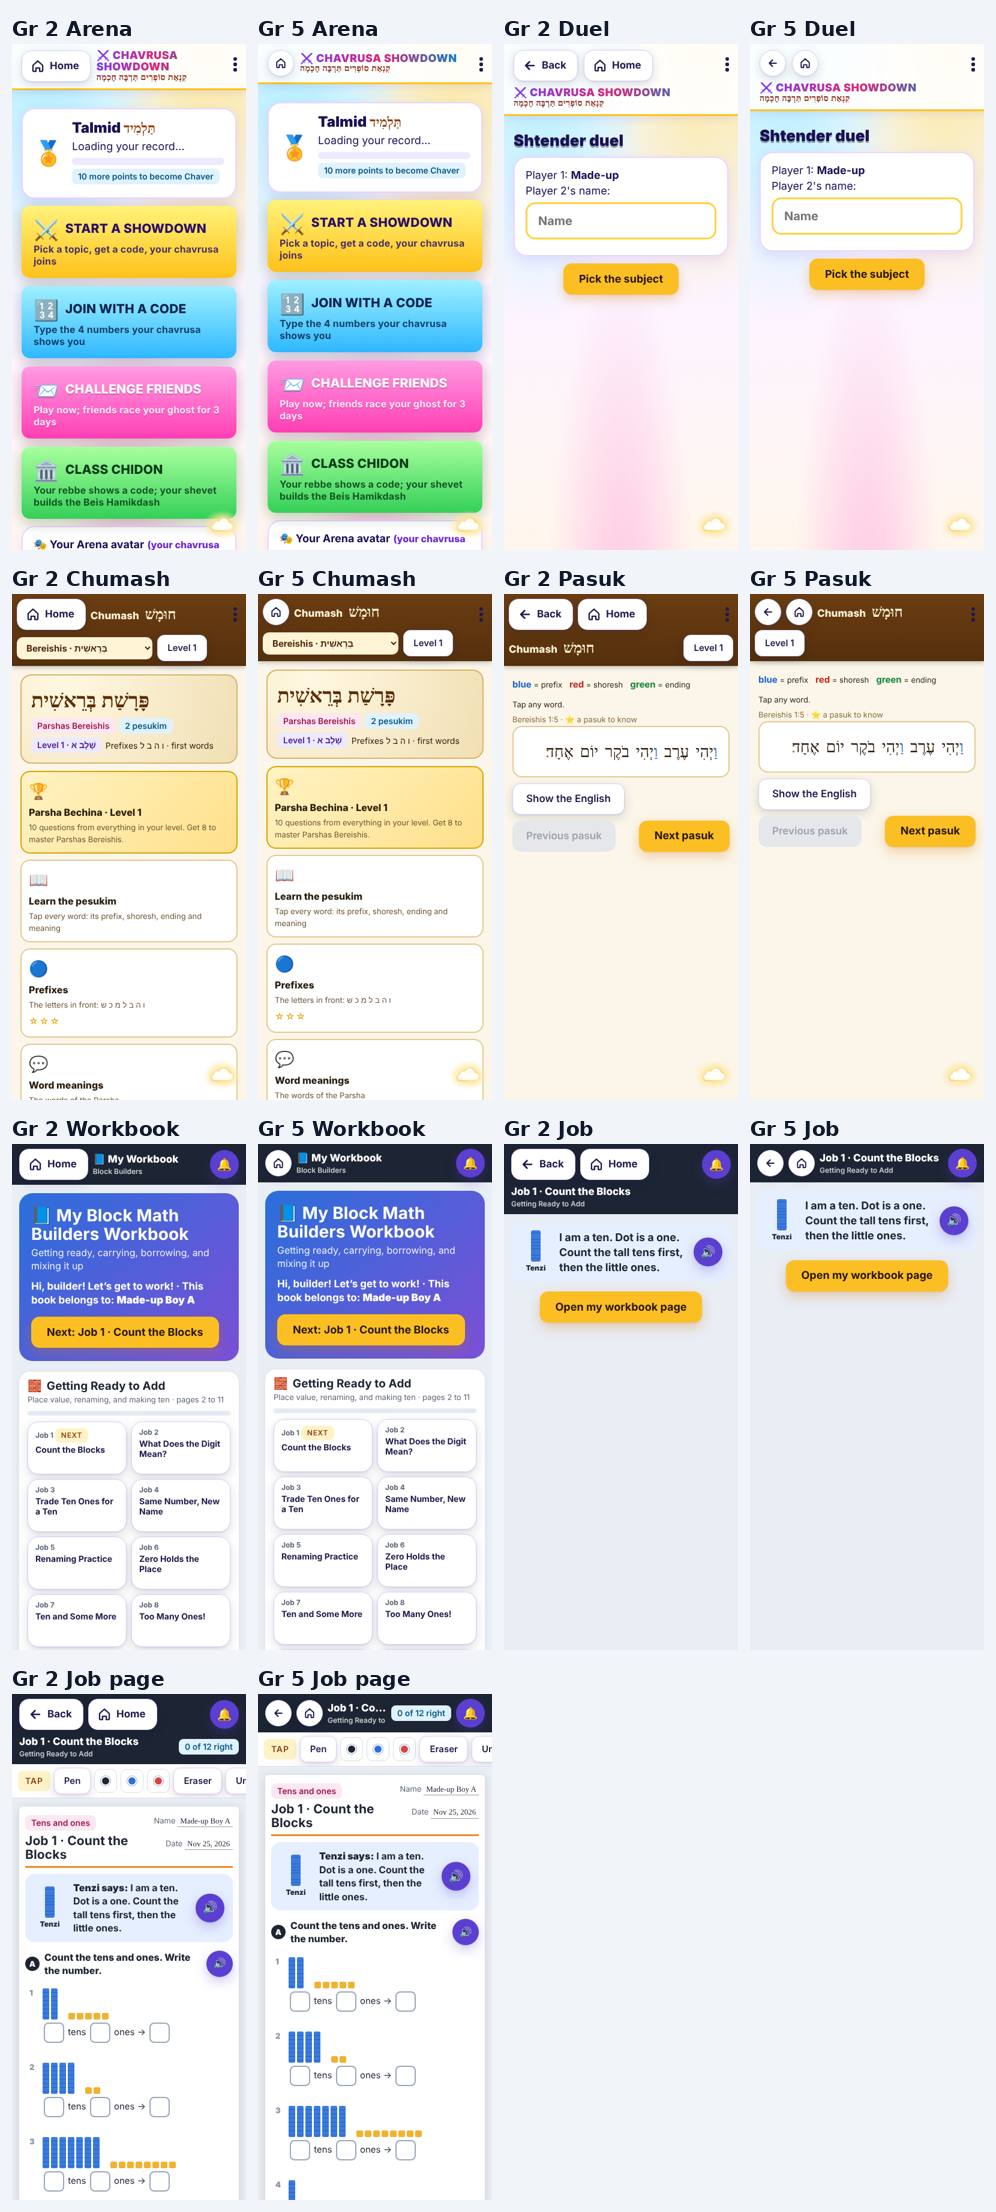 Gr 2 Arena
Home
CHAVRUSA SHOWDOWN
קִנְאַת סוֹפְרִים תַּרְבֶּה חָכְמָה
Talmid תַּלְמִיד
Loading your record...
10 more points to become Chaver
START A SHOWDOWN
Pick a topic, get a code, your chavrusa joins
JOIN WITH A CODE
Type the 4 numbers your chavrusa shows you
CHALLENGE FRIENDS
Play now; friends race your ghost for 3 days
CLASS CHIDON
Your rebbe shows a code; your shevet builds the Beis Hamikdash
Your Arena avatar (your chavrusa
Gr 5 Arena
CHAVRUSA SHOWDOWN
קִנְאַת סוֹפְרִים תַּרְבֶּה חָכְמָה
Talmid תַּלְמִיד
Loading your record...
10 more points to become Chaver
START A SHOWDOWN
Pick a topic, get a code, your chavrusa joins
JOIN WITH A CODE
Type the 4 numbers your chavrusa shows you
CHALLENGE FRIENDS
Play now; friends race your ghost for 3 days
CLASS CHIDON
Your rebbe shows a code; your shevet builds the Beis Hamikdash
Your Arena avatar (your chavrusa
Gr 2 Duel
Back
Home
CHAVRUSA SHOWDOWN
קִנְאַת סוֹפְרִים תַּרְבֶּה חָכְמָה
Shtender duel
Player 1: Made-up
Player 2's name:
Name
Pick the subject
Gr 5 Duel
CHAVRUSA SHOWDOWN
קִנְאַת סוֹפְרִים תַּרְבֶּה חָכְמָה
Shtender duel
Player 1: Made-up
Player 2's name:
Name
Pick the subject
Gr 2 Chumash
Home
Chumash חוּמָשׁ
Bereishis · בְּרֵאשִׁית
Level 1
פָּרָשַׁת בְּרֵאשִׁית
Parshas Bereishis
2 pesukim
Level 1 · שָׁלָב א
Prefixes ו ה ב ל · first words
Parsha Bechina · Level 1
10 questions from everything in your level. Get 8 to master Parshas Bereishis.
Learn the pesukim
Tap every word: its prefix, shoresh, ending and meaning
Prefixes
The letters in front: ו ה ב ל מ כ ש
☆☆☆
Word meanings
The words of the Parsha
Gr 5 Chumash
Chumash חוּמָשׁ
Bereishis · בְּרֵאשִׁית
Level 1
פָּרָשַׁת בְּרֵאשִׁית
Parshas Bereishis
2 pesukim
Level 1 · שָׁלָב א
Prefixes ו ה ב ל · first words
Parsha Bechina · Level 1
10 questions from everything in your level. Get 8 to master Parshas Bereishis.
Learn the pesukim
Tap every word: its prefix, shoresh, ending and meaning
Prefixes
The letters in front: ו ה ב ל מ כ ש
☆☆☆
Word meanings
The words of the Parsha
Gr 2 Pasuk
Back
Home
Chumash חוּמָשׁ
Level 1
blue = prefix red = shoresh green = ending
Tap any word.
Bereishis 1:5 · ⭐ a pasuk to know
וַיְהִי עֶרֶב וַיְהִי בֹקֶר יוֹם אֶחָד
Show the English
Previous pasuk
Next pasuk
Gr 5 Pasuk
Chumash חוּמָשׁ
Level 1
blue = prefix red = shoresh green = ending
Tap any word.
Bereishis 1:5 · ⭐ a pasuk to know
וַיְהִי עֶרֶב וַיְהִי בֹקֶר יוֹם אֶחָד
Show the English
Previous pasuk
Next pasuk
Gr 2 Workbook
Home
My Workbook
Block Builders
My Block Math Builders Workbook
Getting ready, carrying, borrowing, and mixing it up
Hi, builder! Let's get to work! · This book belongs to: Made-up Boy A
Next: Job 1 · Count the Blocks
Getting Ready to Add
Place value, renaming, and making ten · pages 2 to 11
Job 1 NEXT
Count the Blocks
Job 2
What Does the Digit Mean?
Job 3
Trade Ten Ones for a Ten
Job 4
Same Number, New Name
Job 5
Renaming Practice
Job 6
Zero Holds the Place
Job 7
Ten and Some More
Job 8
Too Many Ones!
Gr 5 Workbook
My Workbook
Block Builders
My Block Math Builders Workbook
Getting ready, carrying, borrowing, and mixing it up
Hi, builder! Let's get to work! · This book belongs to: Made-up Boy A
Next: Job 1 · Count the Blocks
Getting Ready to Add
Place value, renaming, and making ten · pages 2 to 11
Job 1 NEXT
Count the Blocks
Job 2
What Does the Digit Mean?
Job 3
Trade Ten Ones for a Ten
Job 4
Same Number, New Name
Job 5
Renaming Practice
Job 6
Zero Holds the Place
Job 7
Ten and Some More
Job 8
Too Many Ones!
Gr 2 Job
Back
Home
Job 1 · Count the Blocks
Getting Ready to Add
Tenzi
I am a ten. Dot is a one. Count the tall tens first, then the little ones.
Open my workbook page
Gr 5 Job
Job 1 · Count the Blocks
Getting Ready to Add
Tenzi
I am a ten. Dot is a one. Count the tall tens first, then the little ones.
Open my workbook page
Gr 2 Job page
Back
Home
Job 1 · Count the Blocks
Getting Ready to Add
0 of 12 right
TAP
Pen
Eraser
Ur
Tens and ones
Name Made-up Boy A
Job 1 · Count the Blocks
Date Nov 25, 2026
Tenzi
Tenzi says: I am a ten. Dot is a one. Count the tall tens first, then the little ones.
A Count the tens and ones. Write the number.
1
tens ones →
2
tens ones →
3
tens ones →
Gr 5 Job page
Job 1 · Co...
Getting Ready to
0 of 12 right
TAP
Pen
Eraser
Ur
Tens and ones
Name Made-up Boy A
Job 1 · Count the Blocks
Date Nov 25, 2026
Tenzi
Tenzi says: I am a ten. Dot is a one. Count the tall tens first, then the little ones.
A Count the tens and ones. Write the number.
1
tens ones →
2
tens ones →
3
tens ones →
4